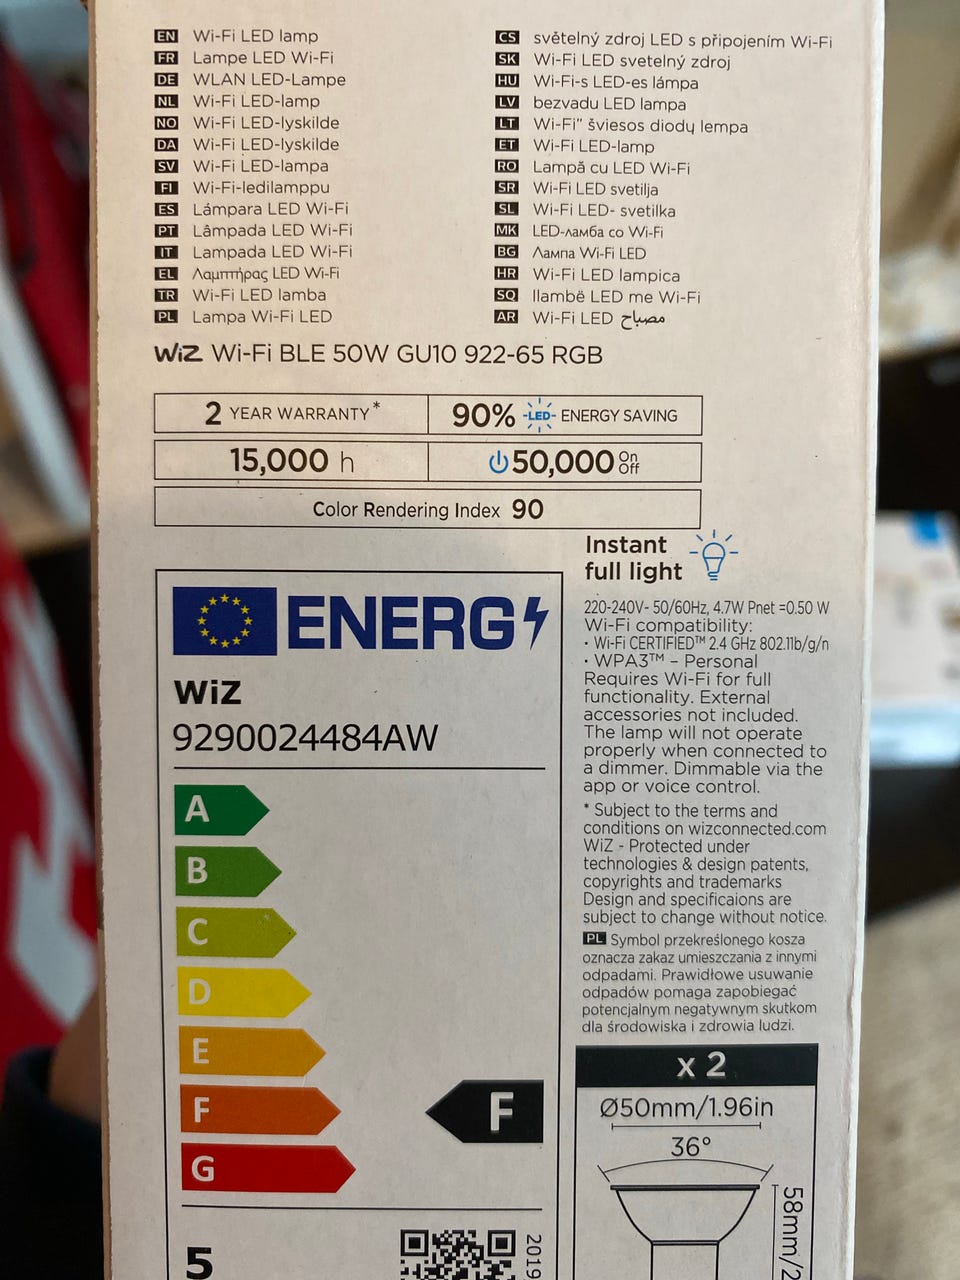 EN Wi-Fi LED lamp
FR Lampe LED Wi-Fi
DE WLAN LED-Lampe
NL Wi-Fi LED-lamp
NO Wi-Fi LED-lyskilde
DA Wi-Fi LED-lyskilde
SV Wi-Fi LED-lampa
FI Wi-Fi-ledilamppu
ES Lámpara LED Wi-Fi
PT Lâmpada LED Wi-Fi
IT Lampada LED Wi-Fi
EL Λαμπτήρας LED Wi-Fi
TR Wi-Fi LED lamba
PL Lampa Wi-Fi LED
CS světelný zdroj LED s připojením Wi-Fi
SK Wi-Fi LED svetelný zdroj
HU Wi-Fi-s LED-es lámpa
LV bezvadu LED lampa
LT Wi-Fi" šviesos diodų lempa
ET Wi-Fi LED-lamp
RO Lampă cu LED Wi-Fi
SR Wi-Fi LED svetilja
SL Wi-Fi LED- svetilka
MK LED-ламба со Wi-Fi
BG Лампа Wi-Fi LED
HR Wi-Fi LED lampica
SQ llambë LED me Wi-Fi
AR Wi-Fi LED مصباح
WiZ Wi-Fi BLE 50W GU10 922-65 RGB
2 YEAR WARRANTY*
90% LED ENERGY SAVING
15,000 h
50,000 On Off
Color Rendering Index 90
Instant
full light
220-240V~ 50/60Hz, 4.7W Pnet =0.50 W
Wi-Fi compatibility:
• Wi-Fi CERTIFIED™ 2.4 GHz 802.11b/g/n
• WPA3™ – Personal
Requires Wi-Fi for full
functionality. External
accessories not included.
The lamp will not operate
properly when connected to
a dimmer. Dimmable via the
app or voice control.
* Subject to the terms and
conditions on wizconnected.com
WiZ - Protected under
technologies & design patents,
copyrights and trademarks
Design and specificaions are
subject to change without notice.
PL Symbol przekreślonego kosza
oznacza zakaz umieszczania z innymi
odpadami. Prawidłowe usuwanie
odpadów pomaga zapobiegać
potencjalnym negatywnym skutkom
dla środowiska i zdrowia ludzi.
ENERG
WiZ
9290024484AW
A
B
C
D
E
F
G
F
5
2019
x 2
Ø50mm/1.96in
36°
58mm/2